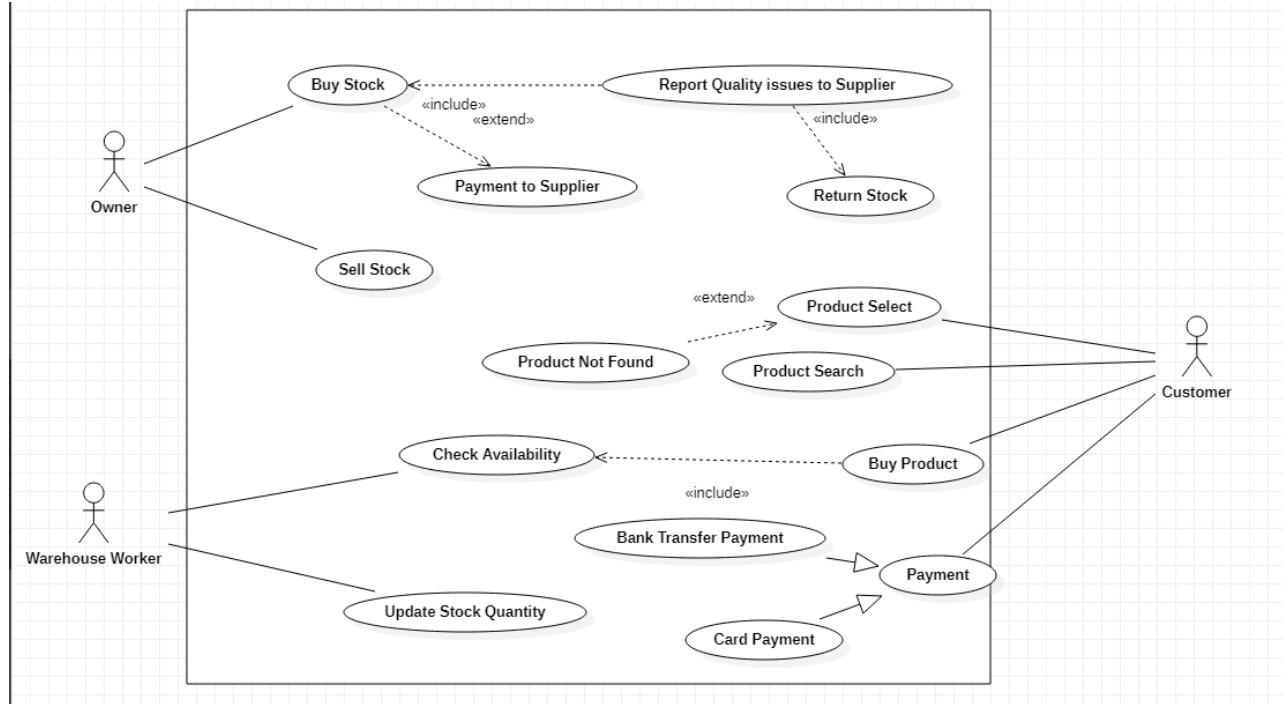 Buy Stock
Report Quality issues to Supplier
«include»
«extend»
«include»
Payment to Supplier
Return Stock
Owner
Sell Stock
«extend»
Product Select
Product Not Found
Product Search
Customer
Check Availability
Buy Product
«include»
Bank Transfer Payment
Warehouse Worker
Payment
Update Stock Quantity
Card Payment